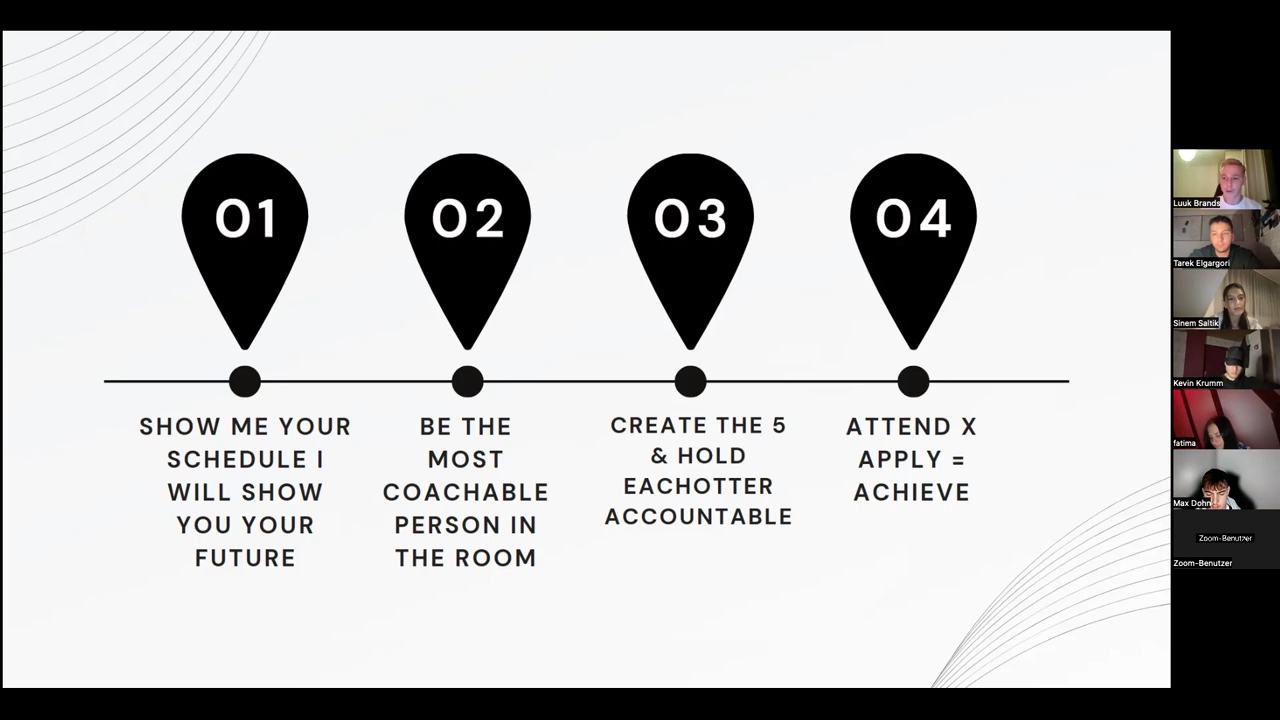 01
02
03
04
SHOW ME YOUR
SCHEDULE I
WILL SHOW
YOU YOUR
FUTURE
BE THE
MOST
COACHABLE
PERSON IN
THE ROOM
CREATE THE 5
& HOLD
EACHOTTER
ACCOUNTABLE
ATTEND X
APPLY =
ACHIEVE
Luuk Brands
Tarek Elgargori
Sinem Saltik
Kevin Krumm
fatima
Max Dohn
Zoom-Benutzer
Zoom-Benutzer